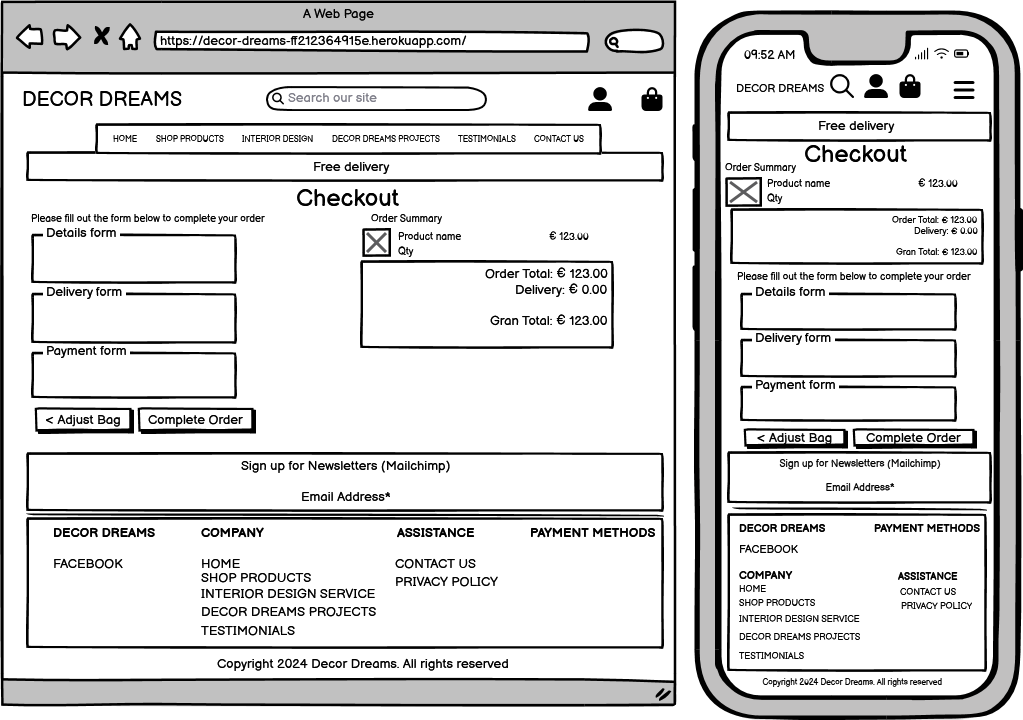 A Web Page
https://decor-dreams-ff212364915e.herokuapp.com/
DECOR DREAMS
Search our site
HOME SHOP PRODUCTS INTERIOR DESIGN DECOR DREAMS PROJECTS TESTIMONIALS CONTACT US
Free delivery
Checkout
Please fill out the form below to complete your order
Details form
Delivery form
Payment form
< Adjust Bag Complete Order
Order Summary
Product name € 123.00
Qty
Order Total: € 123.00
Delivery: € 0.00
Gran Total: € 123.00
Sign up for Newsletters (Mailchimp)
Email Address*
DECOR DREAMS COMPANY ASSISTANCE PAYMENT METHODS
FACEBOOK HOME CONTACT US
SHOP PRODUCTS PRIVACY POLICY
INTERIOR DESIGN SERVICE
DECOR DREAMS PROJECTS
TESTIMONIALS
Copyright 2024 Decor Dreams. All rights reserved
09:52 AM
DECOR DREAMS
Free delivery
Checkout
Order Summary
Product name € 123.00
Qty
Order Total: € 123.00
Delivery: € 0.00
Gran Total: € 123.00
Please fill out the form below to complete your order
Details form
Delivery form
Payment form
< Adjust Bag Complete Order
Sign up for Newsletters (Mailchimp)
Email Address*
DECOR DREAMS PAYMENT METHODS
FACEBOOK
COMPANY ASSISTANCE
HOME CONTACT US
SHOP PRODUCTS PRIVACY POLICY
INTERIOR DESIGN SERVICE
DECOR DREAMS PROJECTS
TESTIMONIALS
Copyright 2024 Decor Dreams. All rights reserved